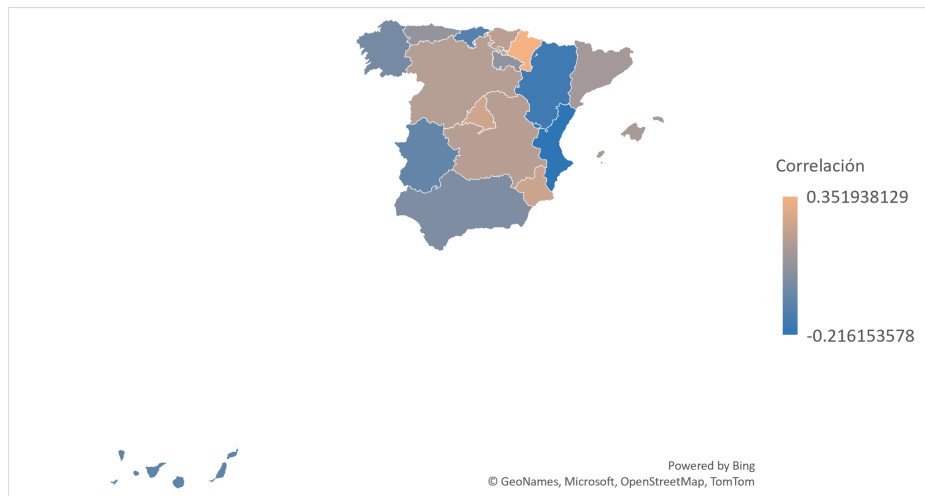 Correlación
0.351938129
-0.216153578
Powered by Bing
© GeoNames, Microsoft, OpenStreetMap, TomTom